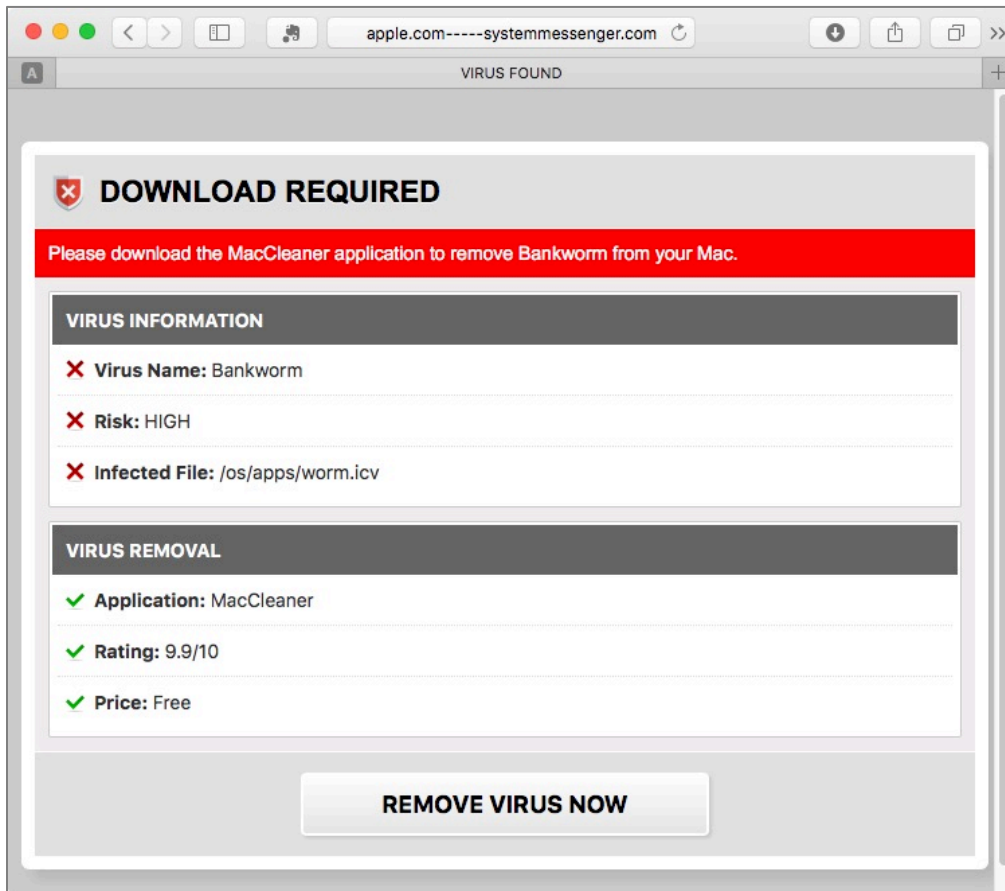 apple.com-----systemmessenger.com
A
VIRUS FOUND
DOWNLOAD REQUIRED
Please download the MacCleaner application to remove Bankworm from your Mac.
VIRUS INFORMATION
Virus Name: Bankworm
Risk: HIGH
Infected File: /os/apps/worm.icv
VIRUS REMOVAL
Application: MacCleaner
Rating: 9.9/10
Price: Free
REMOVE VIRUS NOW